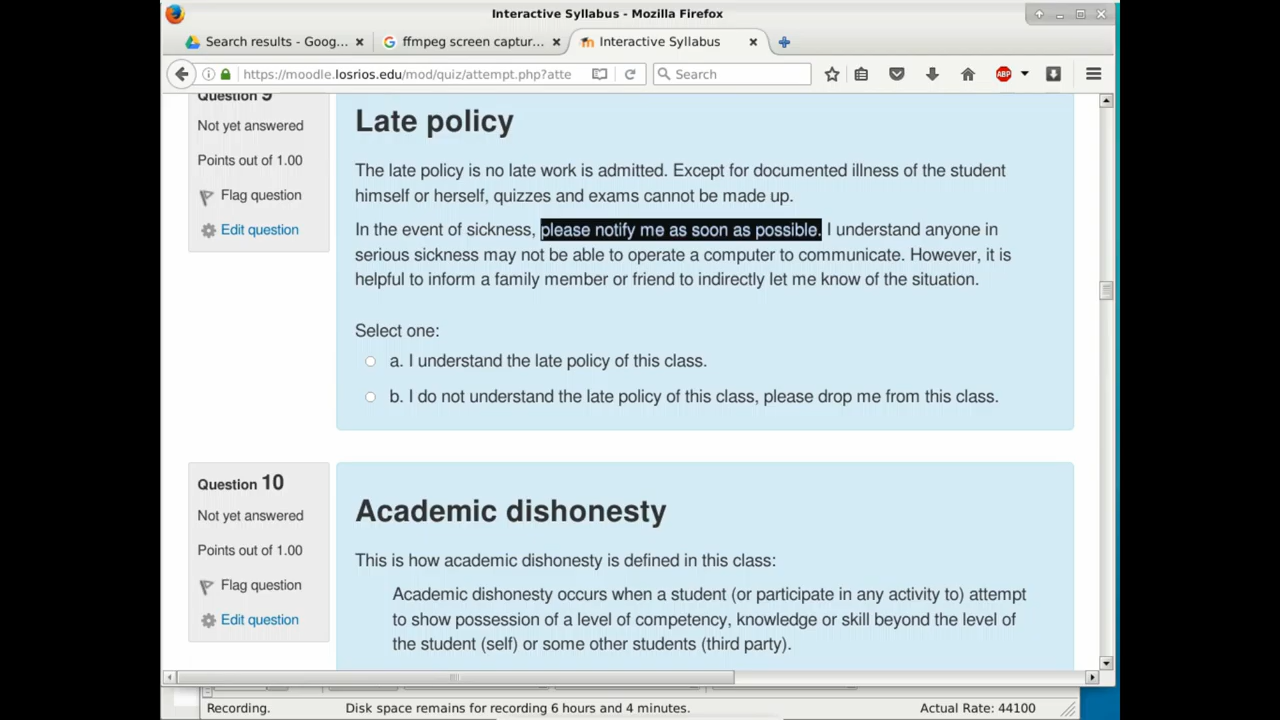 Interactive Syllabus - Mozilla Firefox
Search results - Goog...
ffmpeg screen captur...
Interactive Syllabus
https://moodle.losrios.edu/mod/quiz/attempt.php?atte
Search
ABP
Question 9
Not yet answered
Points out of 1.00
Flag question
Edit question
Late policy
The late policy is no late work is admitted. Except for documented illness of the student
himself or herself, quizzes and exams cannot be made up.
In the event of sickness, please notify me as soon as possible. I understand anyone in
serious sickness may not be able to operate a computer to communicate. However, it is
helpful to inform a family member or friend to indirectly let me know of the situation.
Select one:
a. I understand the late policy of this class.
b. I do not understand the late policy of this class, please drop me from this class.
Question 10
Not yet answered
Points out of 1.00
Flag question
Edit question
Academic dishonesty
This is how academic dishonesty is defined in this class:
Academic dishonesty occurs when a student (or participate in any activity to) attempt
to show possession of a level of competency, knowledge or skill beyond the level of
the student (self) or some other students (third party).
Recording.
Disk space remains for recording 6 hours and 4 minutes.
Actual Rate: 44100